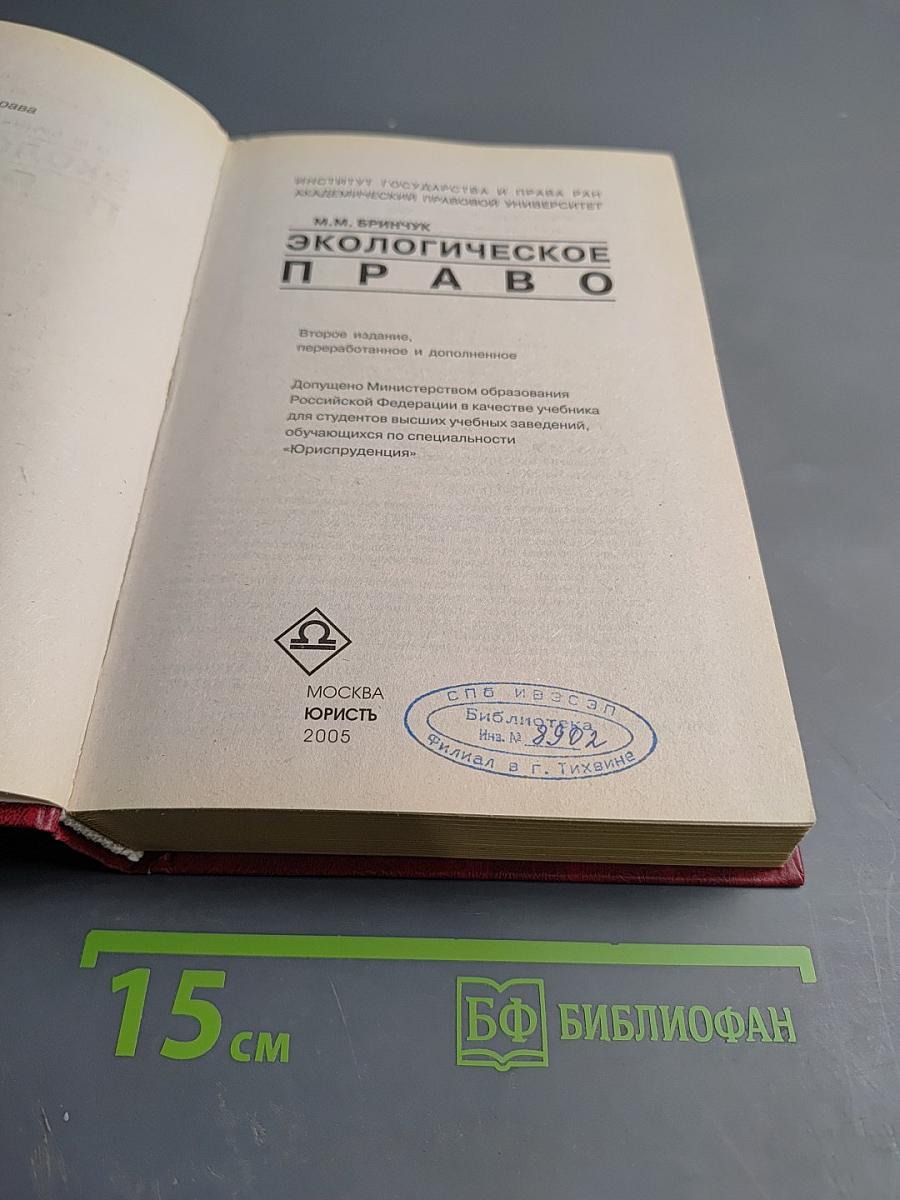 рава
ИНСТИТУТ ГОСУДАРСТВА И ПРАВА РАН
АКАДЕМИЧЕСКИЙ ПРАВОВОЙ УНИВЕРСИТЕТ
М.М. БРИНЧУК
ЭКОЛОГИЧЕСКОЕ
ПРАВО
Второе издание,
переработанное и дополненное
Допущено Министерством образования
Российской Федерации в качестве учебника
для студентов высших учебных заведений,
обучающихся по специальности
«Юриспруденция»
МОСКВА
ЮРИСТЪ
2005
СПб ИВЭСЭП
Библиотека
Инв. № 8902
Филиал в г. Тихвине
15 см
БФ БИБЛИОФАН